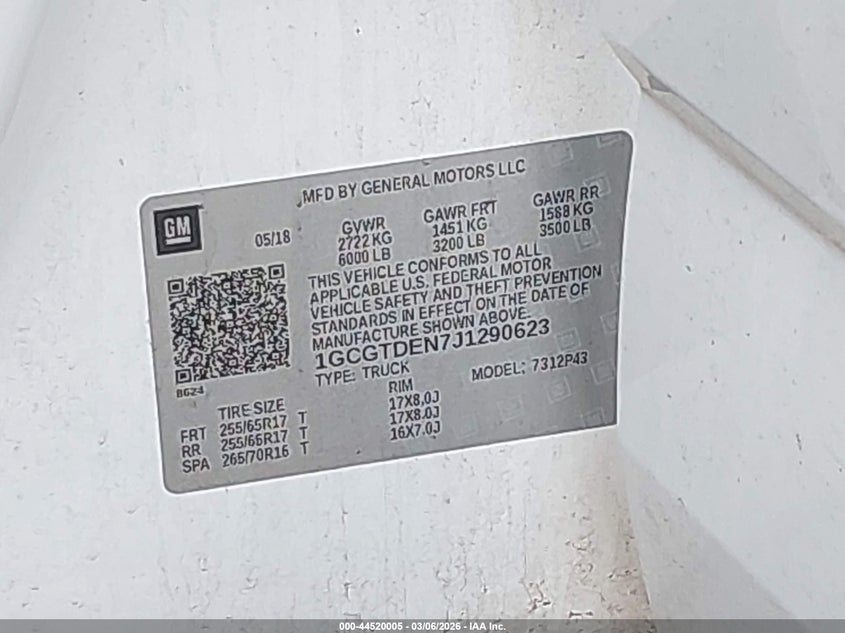 MFD BY GENERAL MOTORS LLC
GM
05/18
GVWR GAWR FRT GAWR RR
2722 KG 1451 KG 1588 KG
6000 LB 3200 LB 3500 LB
THIS VEHICLE CONFORMS TO ALL
APPLICABLE U.S. FEDERAL MOTOR
VEHICLE SAFETY AND THEFT PREVENTION
STANDARDS IN EFFECT ON THE DATE OF
MANUFACTURE SHOWN ABOVE.
1GCGTDEN7J1290623
TYPE: TRUCK MODEL: 7312P43
BG24
TIRE SIZE RIM
FRT 255/65R17 T 17X8.0J
RR 255/65R17 T 17X8.0J
SPA 265/70R16 T 16X7.0J
000-44520005 - 03/06/2026 - IAA Inc.